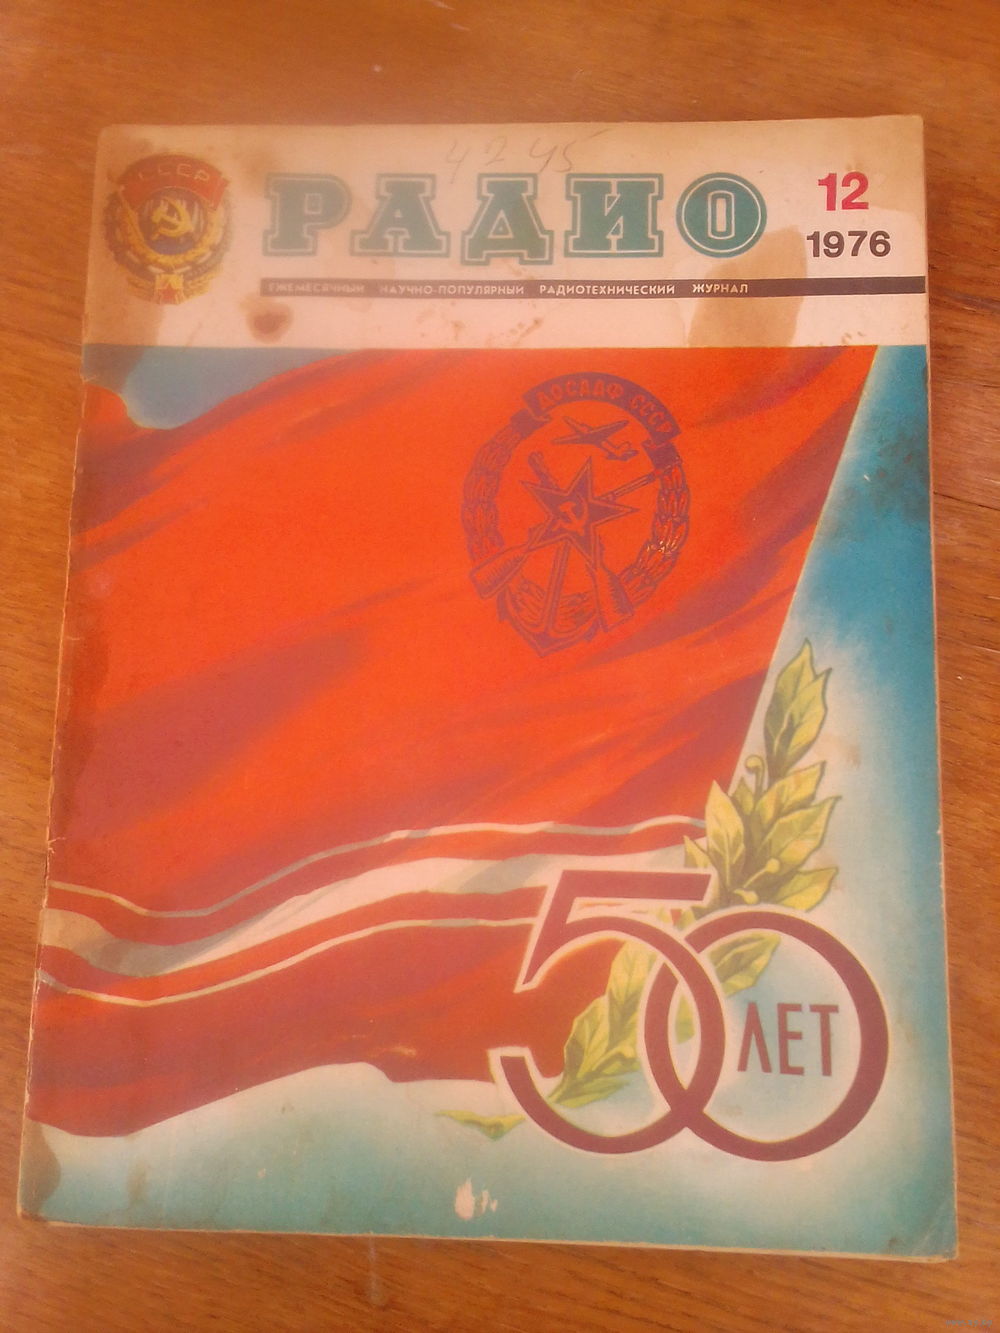 4245
СССР
РАДИО
12
1976
ЕЖЕМЕСЯЧНЫЙ НАУЧНО-ПОПУЛЯРНЫЙ РАДИОТЕХНИЧЕСКИЙ ЖУРНАЛ
ДОСААФ СССР
50
ЛЕТ